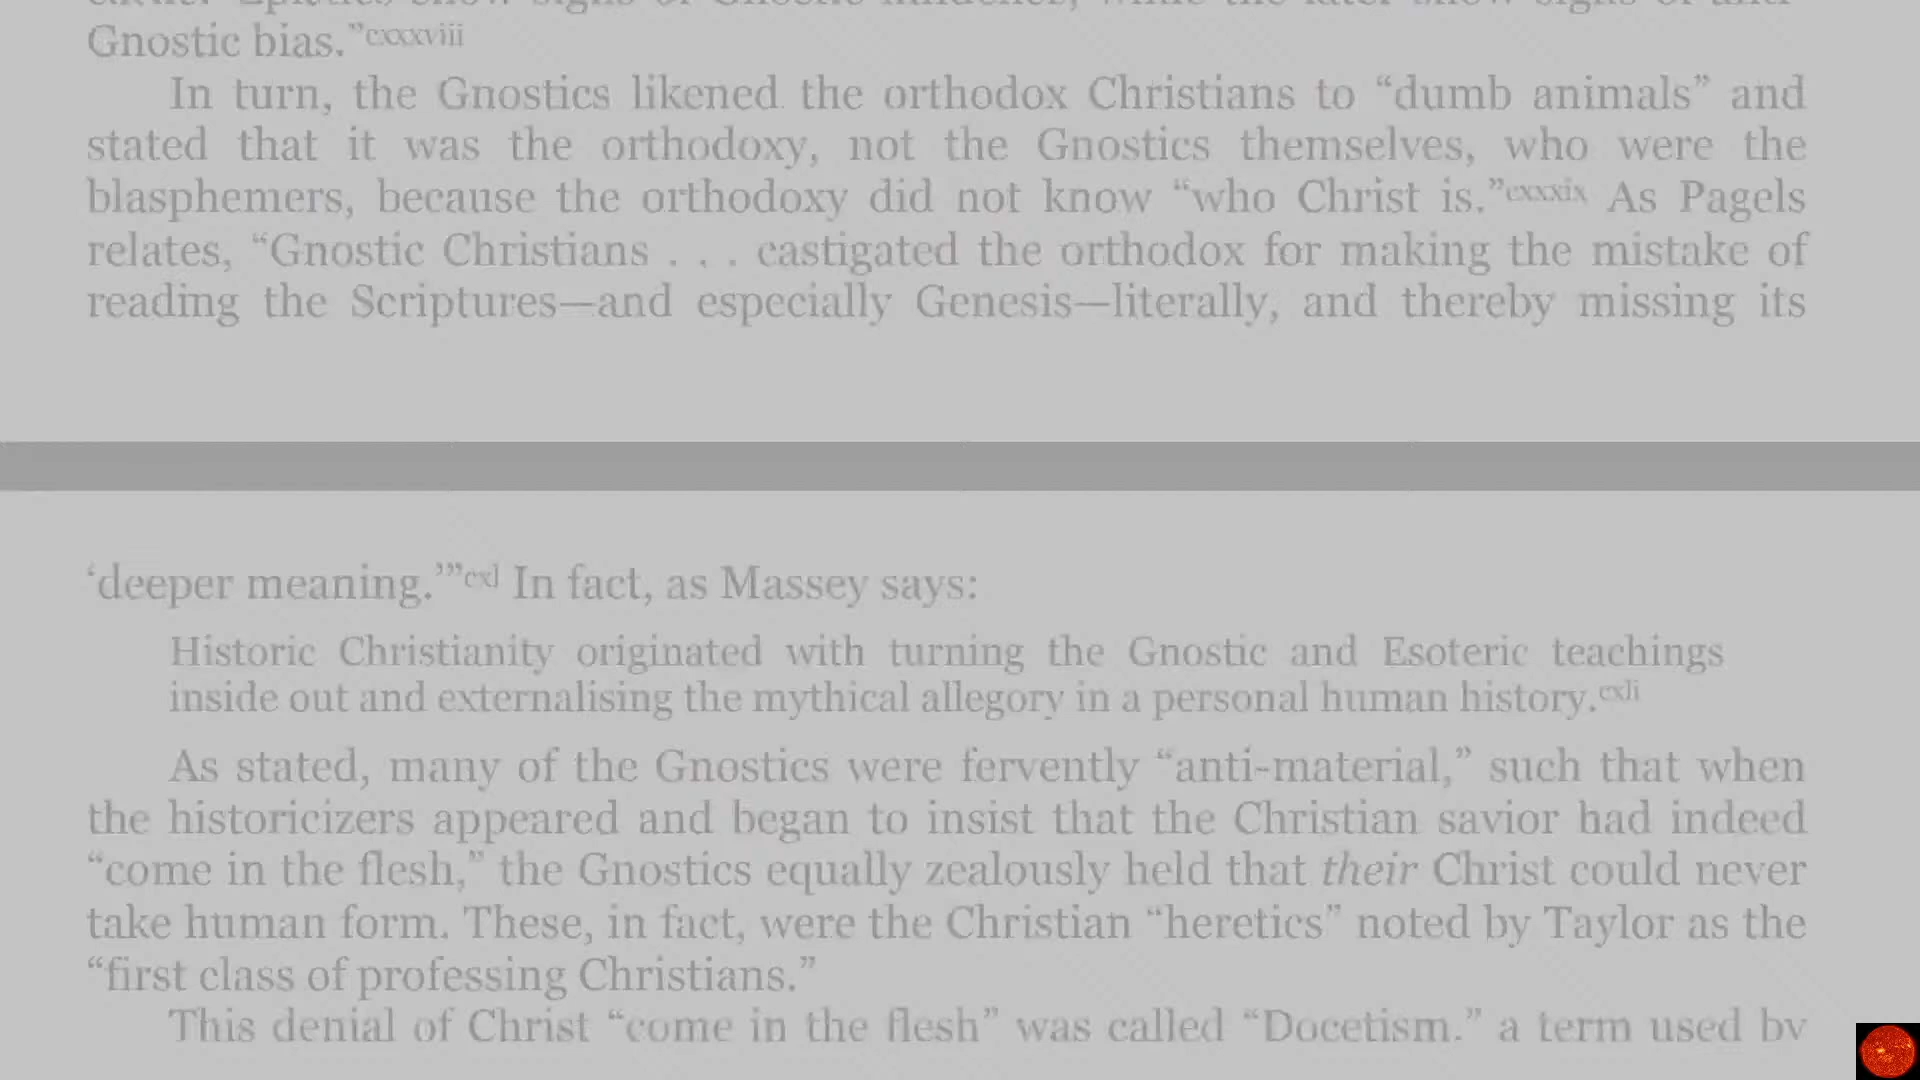 Gnostic bias.”cxxxviii
In turn, the Gnostics likened the orthodox Christians to “dumb animals” and
stated that it was the orthodoxy, not the Gnostics themselves, who were the
blasphemers, because the orthodoxy did not know “who Christ is.”cxxxix As Pagels
relates, “Gnostic Christians . . . castigated the orthodox for making the mistake of
reading the Scriptures—and especially Genesis—literally, and thereby missing its
‘deeper meaning.’”cxl In fact, as Massey says:
Historic Christianity originated with turning the Gnostic and Esoteric teachings
inside out and externalising the mythical allegory in a personal human history.cxli
As stated, many of the Gnostics were fervently “anti-material,” such that when
the historicizers appeared and began to insist that the Christian savior had indeed
“come in the flesh,” the Gnostics equally zealously held that their Christ could never
take human form. These, in fact, were the Christian “heretics” noted by Taylor as the
“first class of professing Christians.”
This denial of Christ “come in the flesh” was called “Docetism.” a term used by